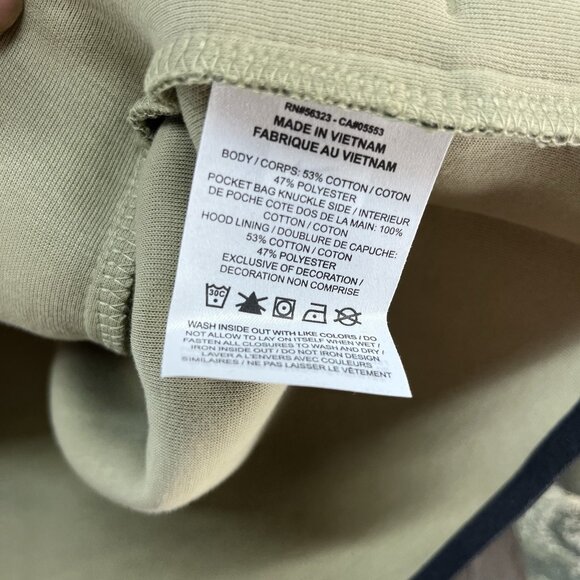 RN#56323 - CA#05553
MADE IN VIETNAM
FABRIQUE AU VIETNAM
BODY / CORPS: 53% COTTON / COTON
47% POLYESTER
POCKET BAG KNUCKLE SIDE / INTERIEUR
DE POCHE COTE DOS DE LA MAIN: 100%
COTTON / COTON
HOOD LINING / DOUBLURE DE CAPUCHE:
53% COTTON / COTON
47% POLYESTER
EXCLUSIVE OF DECORATION /
DECORATION NON COMPRISE
30C
WASH INSIDE OUT WITH LIKE COLORS / DO
NOT ALLOW TO LAY ON ITSELF WHEN WET /
FASTEN ALL CLOSURES TO WASH AND DRY /
IRON INSIDE OUT / DO NOT IRON DESIGN
LAVER A L'ENVERS AVEC COULEURS
SIMILAIRES / NE PAS LAISSER LE VÊTEMENT